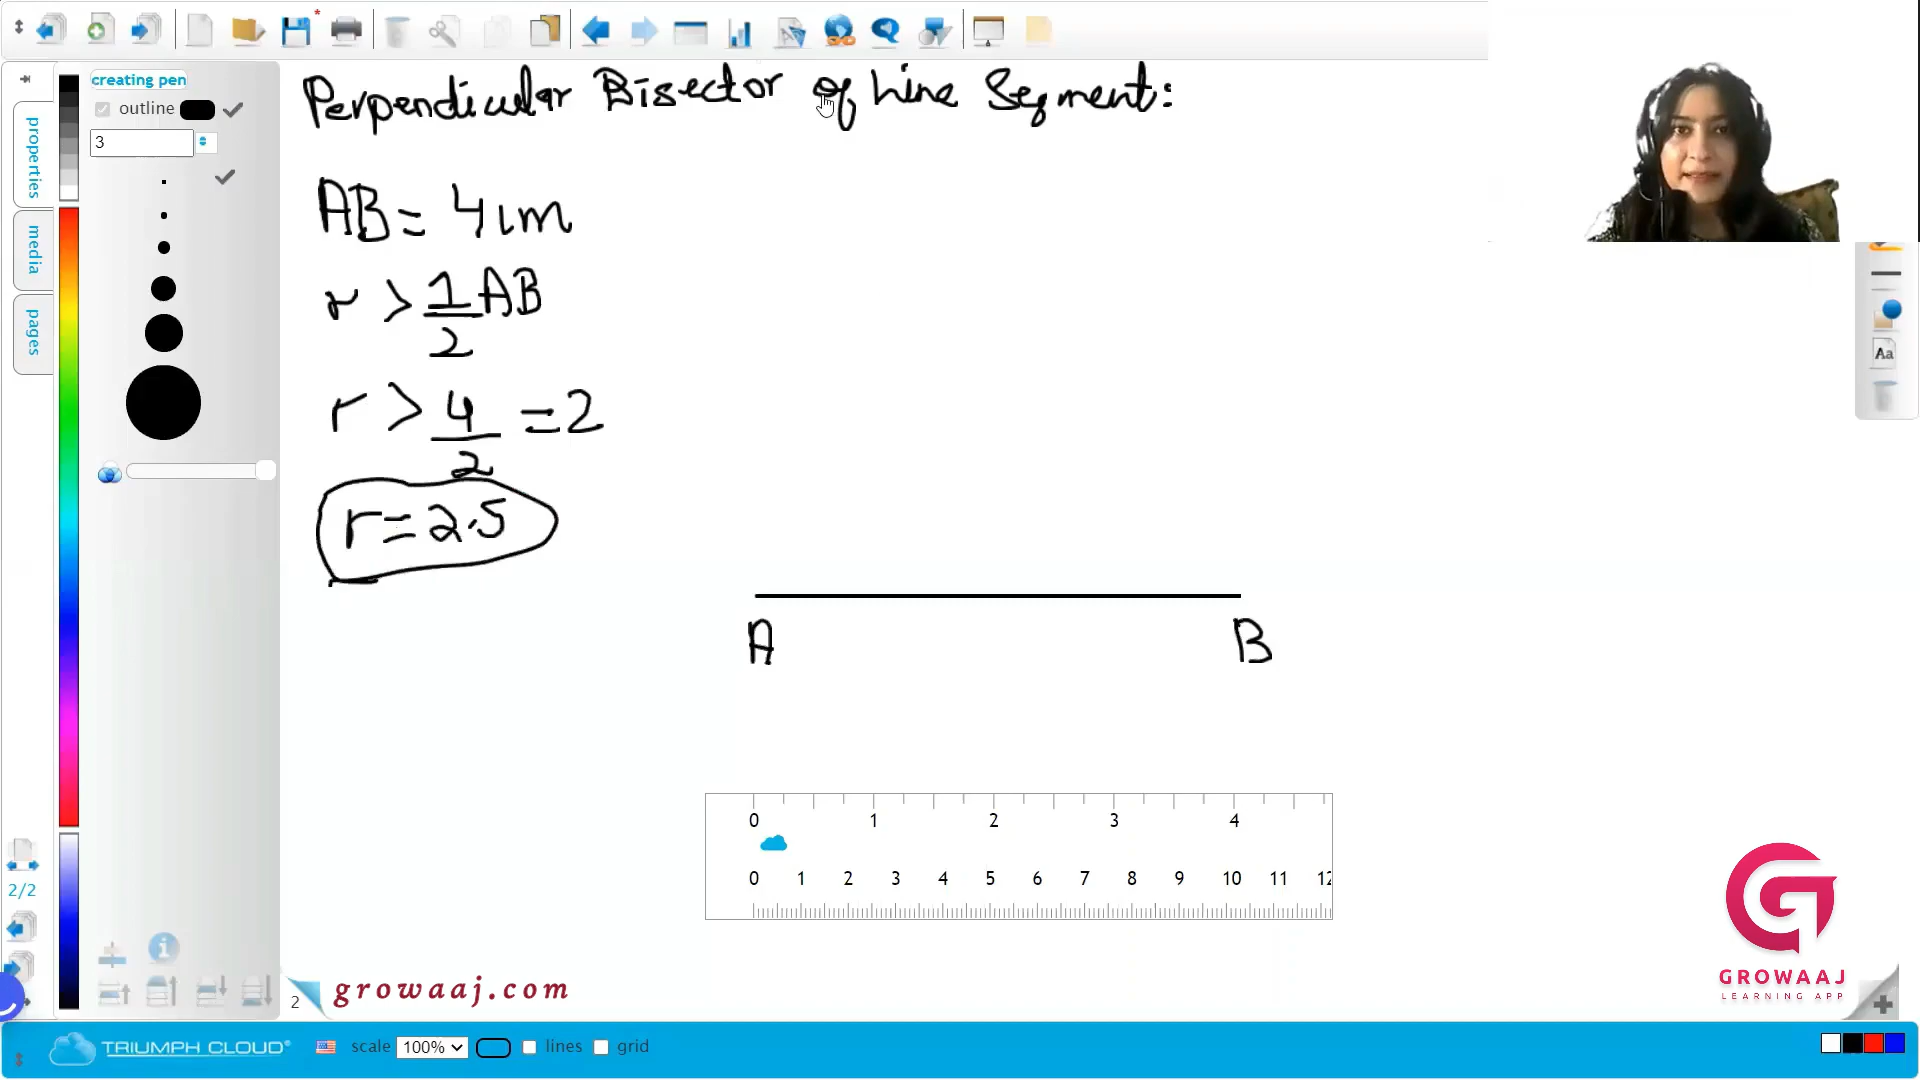 creating pen
outline
3
properties
media
pages
2/2
Perpendicular Bisector of Line Segment:
AB = 4cm
r > 1/2 AB
r > 4/2 = 2
r = 2.5
A B
0 1 2 3 4
0 1 2 3 4 5 6 7 8 9 10 11 12
Aa
2
growaaj.com
GROWAAJ
LEARNING APP
TRIUMPH CLOUD
scale 100% lines grid